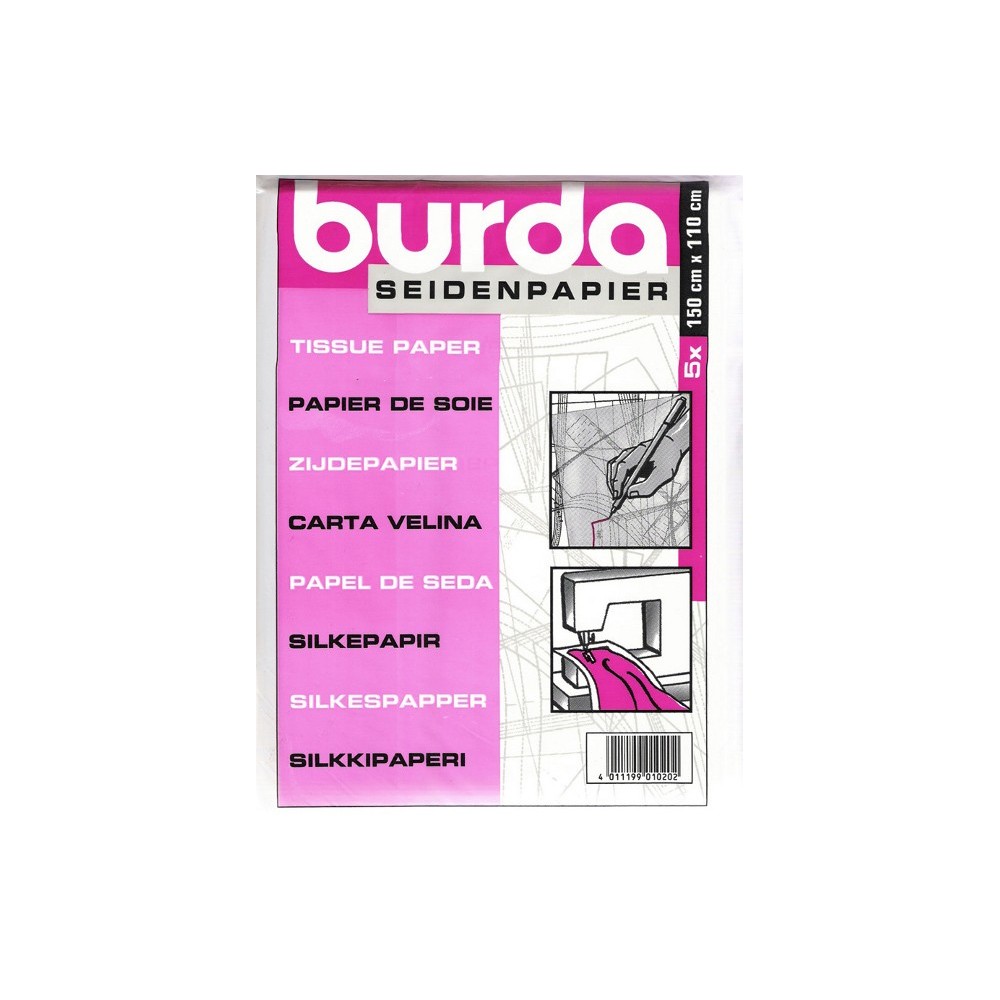 burda
SEIDENPAPIER
5x 150 cm x 110 cm
TISSUE PAPER
PAPIER DE SOIE
ZIJDEPAPIER
CARTA VELINA
PAPEL DE SEDA
SILKEPAPIR
SILKESPAPPER
SILKKIPAPERI
4 011199 010202